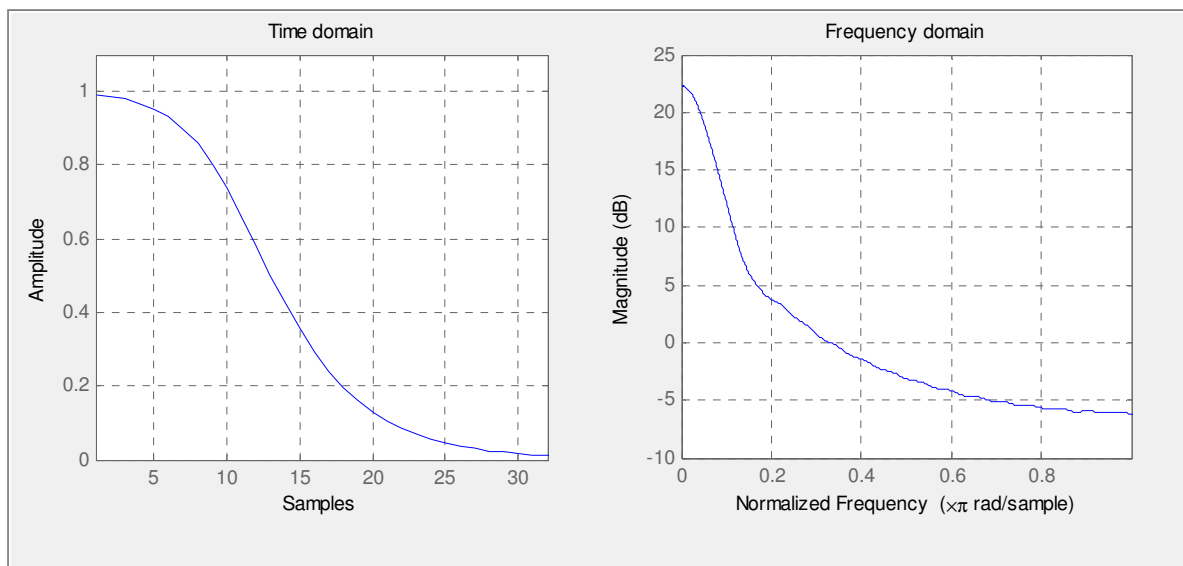 Time domain
1
0.8
0.6
0.4
0.2
0
Amplitude
5 10 15 20 25 30
Samples
Frequency domain
25
20
15
10
5
0
-5
-10
Magnitude (dB)
0 0.2 0.4 0.6 0.8
Normalized Frequency (×π rad/sample)